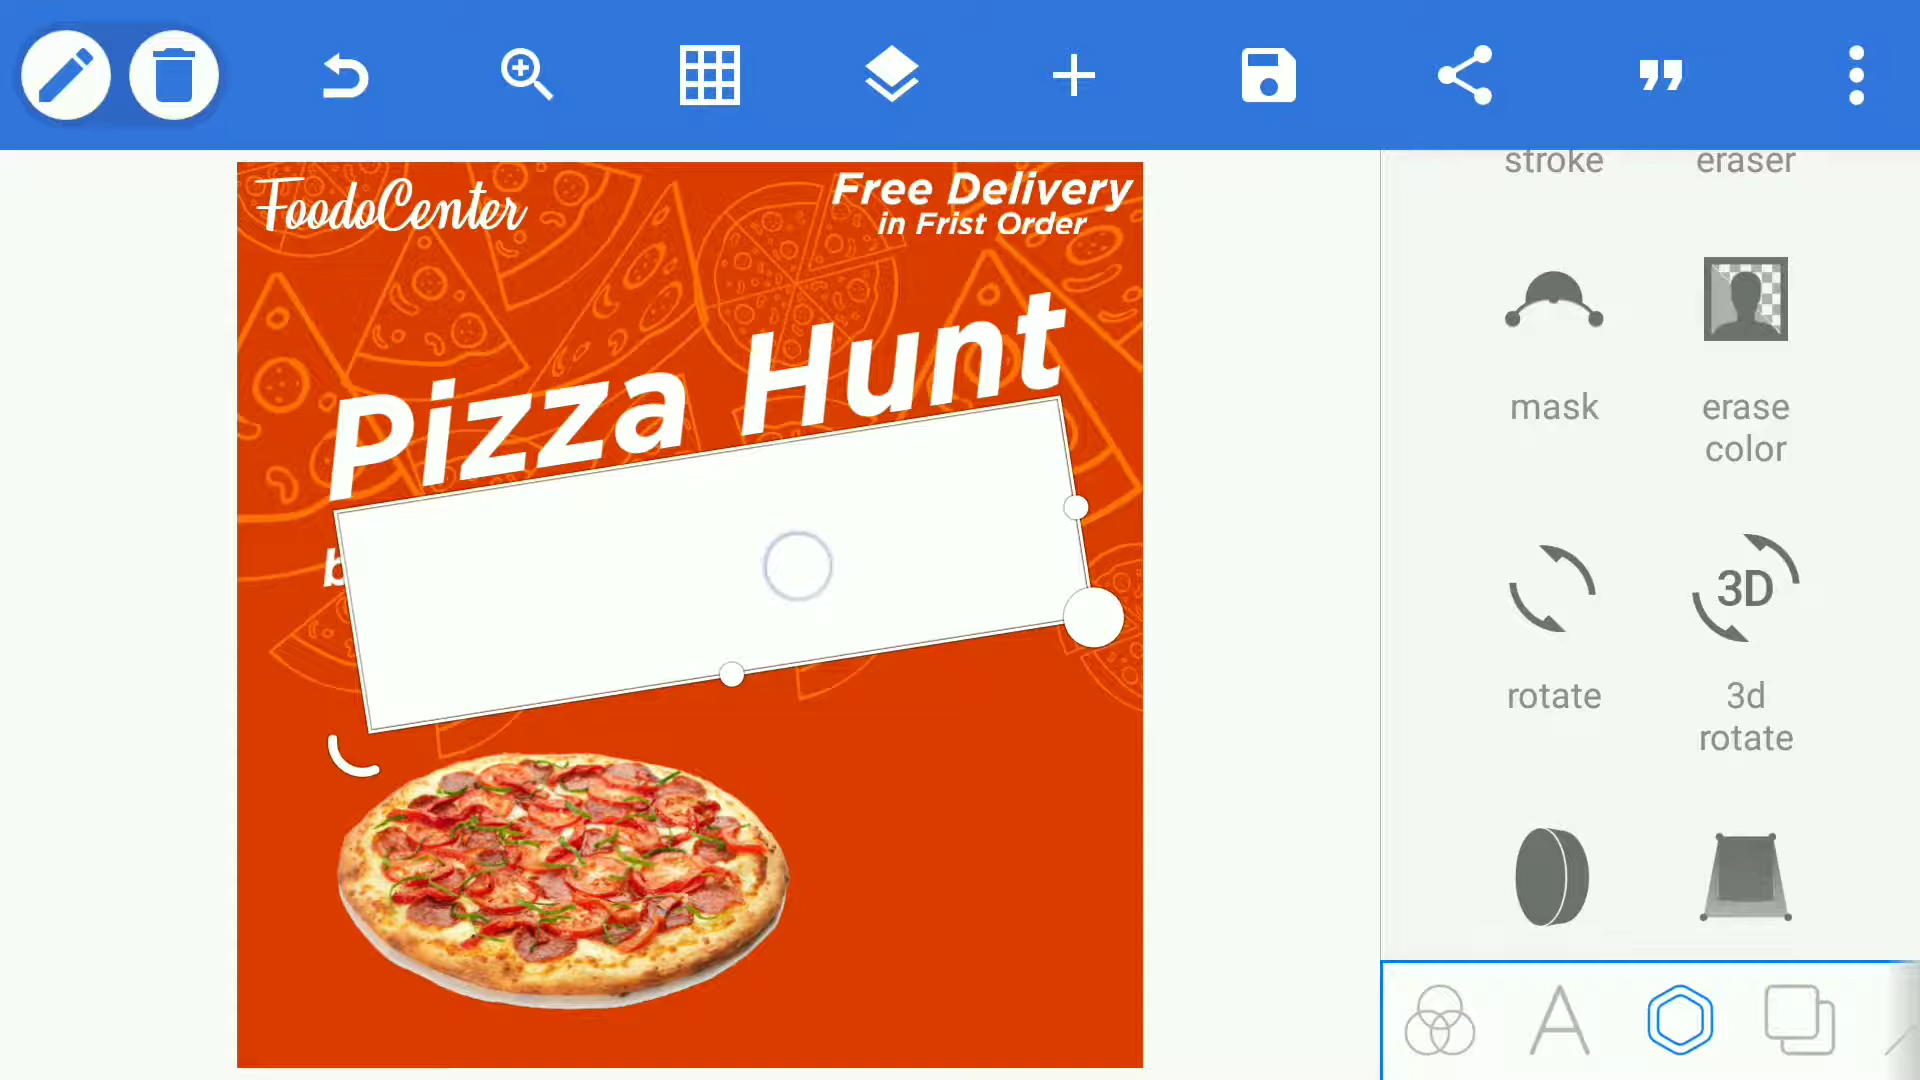 FoodoCenter
Free Delivery
in Frist Order
Pizza Hunt
b
stroke
eraser
mask
erase
color
3D
rotate
3d
rotate